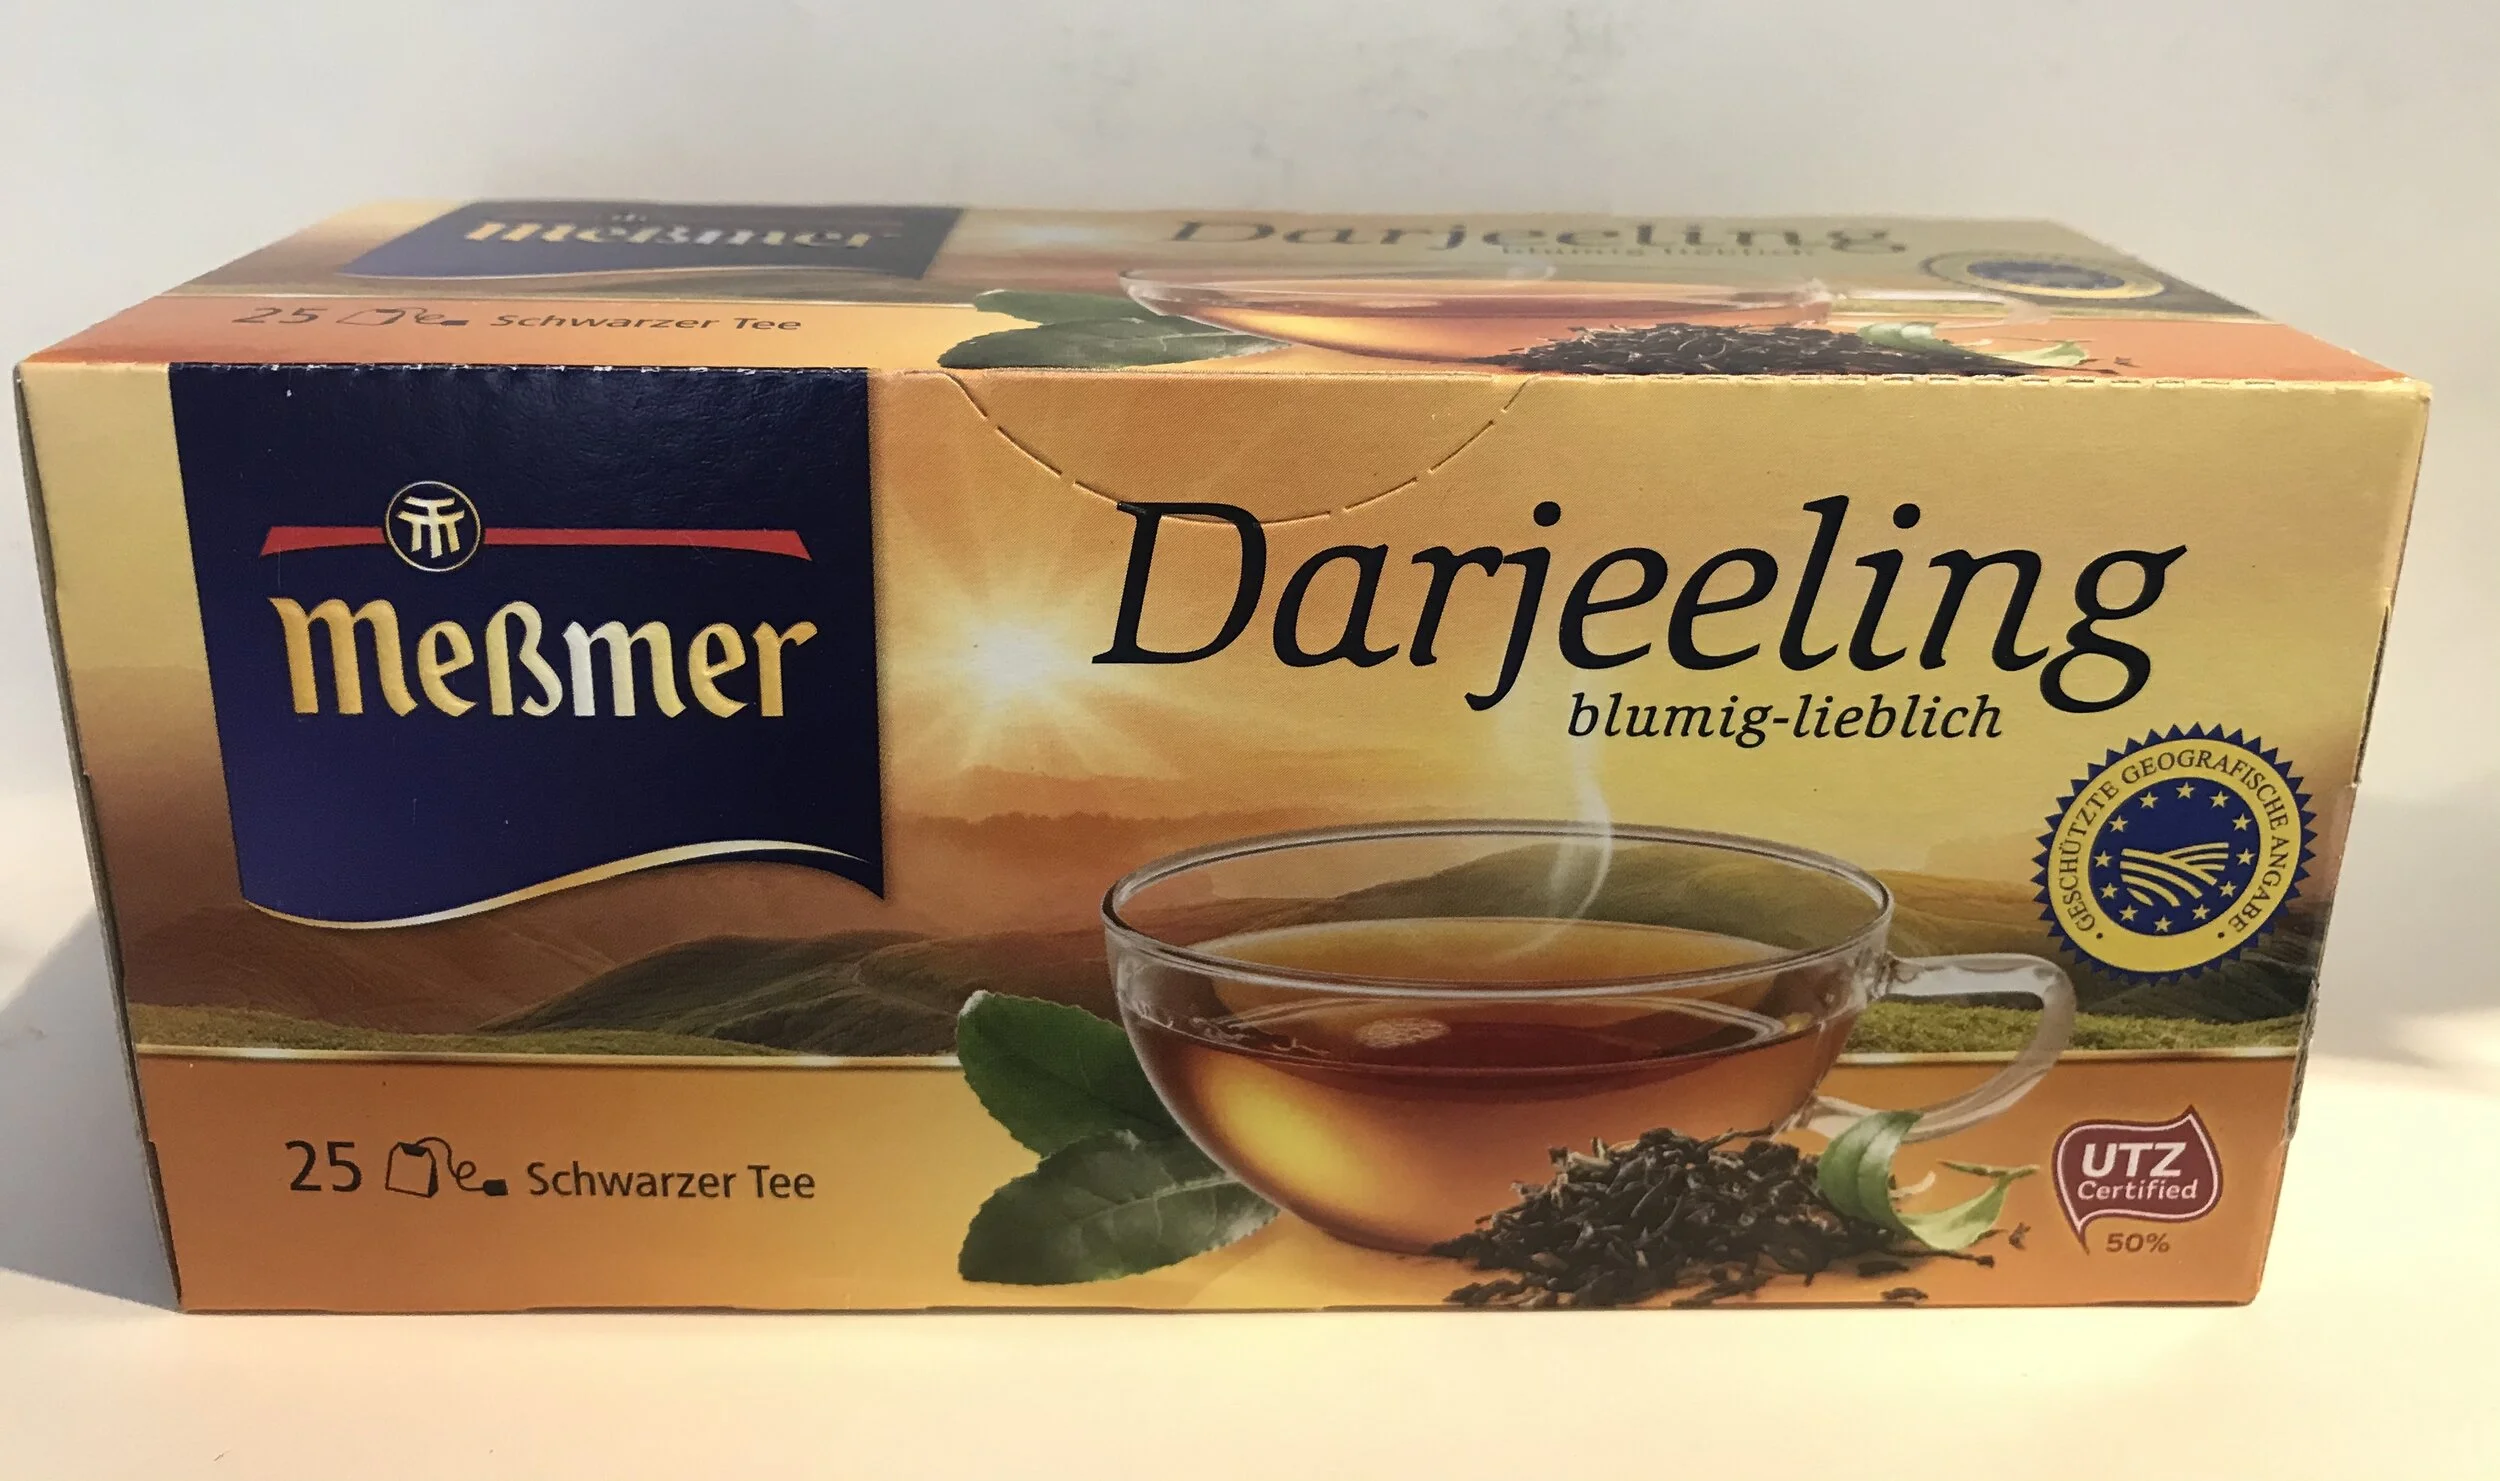 Meßmer
Darjeeling
blumig-lieblich
25 Schwarzer Tee
Meßmer
Darjeeling
blumig-lieblich
· GESCHÜTZTE GEOGRAFISCHE ANGABE ·
25 Schwarzer Tee
UTZ
Certified
50%